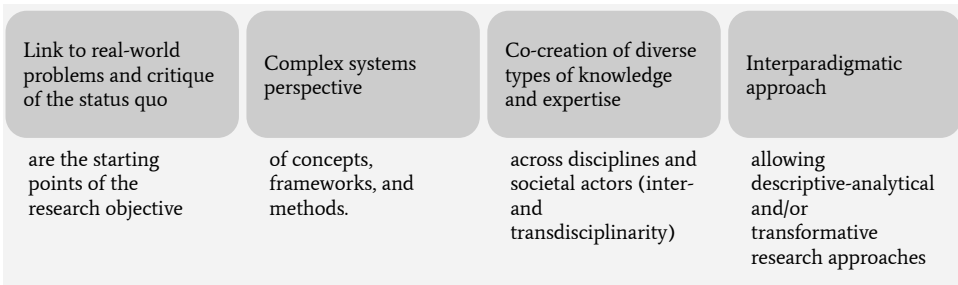 Link to real-world
problems and critique
of the status quo
are the starting
points of the
research objective
Complex systems
perspective
of concepts,
frameworks, and
methods.
Co-creation of diverse
types of knowledge
and expertise
across disciplines and
societal actors (inter-
and
transdisciplinarity)
Interparadigmatic
approach
allowing
descriptive-analytical
and/or
transformative
research approaches